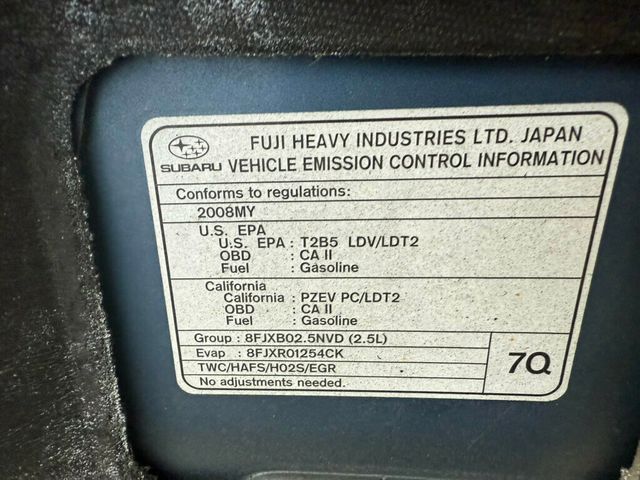 SUBARU
FUJI HEAVY INDUSTRIES LTD. JAPAN
VEHICLE EMISSION CONTROL INFORMATION
Conforms to regulations:
2008MY
U.S. EPA
U.S. EPA : T2B5 LDV/LDT2
OBD : CA II
Fuel : Gasoline
California
California : PZEV PC/LDT2
OBD : CA II
Fuel : Gasoline
Group : 8FJXB02.5NVD (2.5L)
Evap : 8FJXR01254CK
TWC/HAFS/HO2S/EGR
No adjustments needed.
7Q